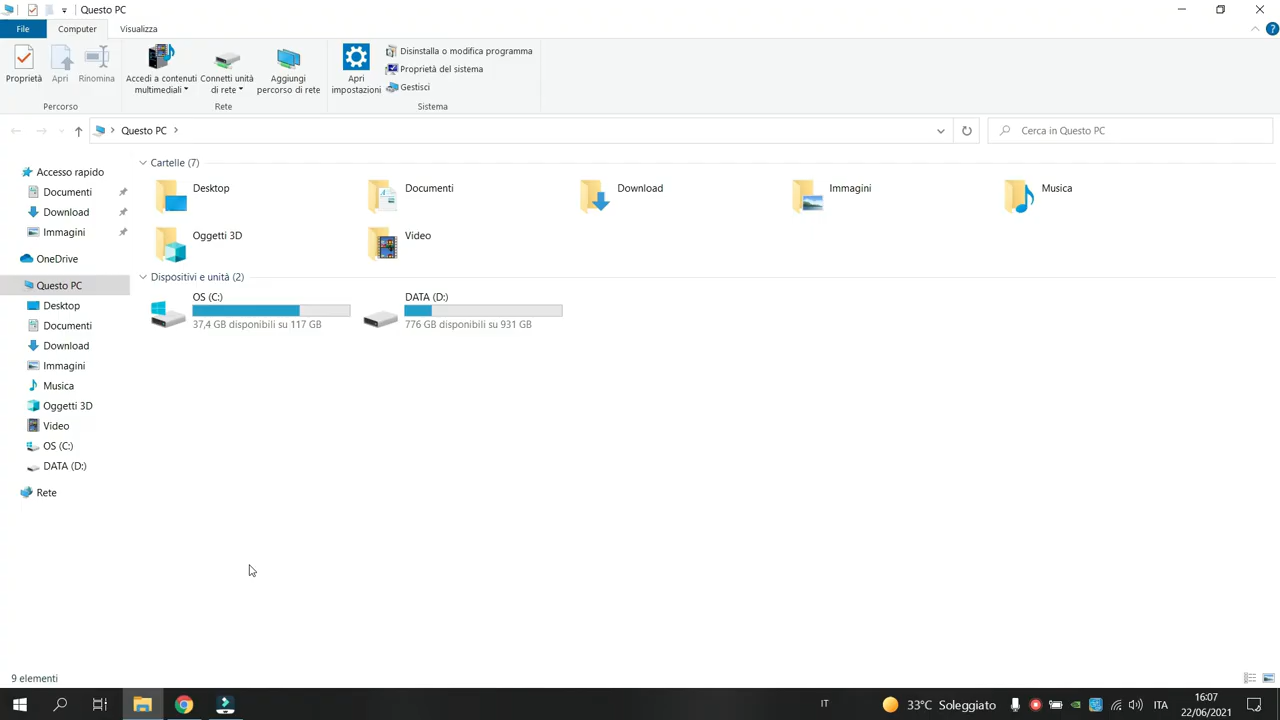 Questo PC
File
Computer
Visualizza
Proprietà
Apri
Rinomina
Accedi a contenuti
multimediali
Connetti unità
di rete
Aggiungi
percorso di rete
Apri
impostazioni
Disinstalla o modifica programma
Proprietà del sistema
Gestisci
Percorso
Rete
Sistema
Questo PC
Cerca in Questo PC
Accesso rapido
Documenti
Download
Immagini
OneDrive
Questo PC
Desktop
Documenti
Download
Immagini
Musica
Oggetti 3D
Video
OS (C:)
DATA (D:)
Rete
Cartelle (7)
Desktop
Documenti
Download
Immagini
Musica
Oggetti 3D
Video
Dispositivi e unità (2)
OS (C:)
37,4 GB disponibili su 117 GB
DATA (D:)
776 GB disponibili su 931 GB
9 elementi
IT
33°C Soleggiato
ITA
16:07
22/06/2021